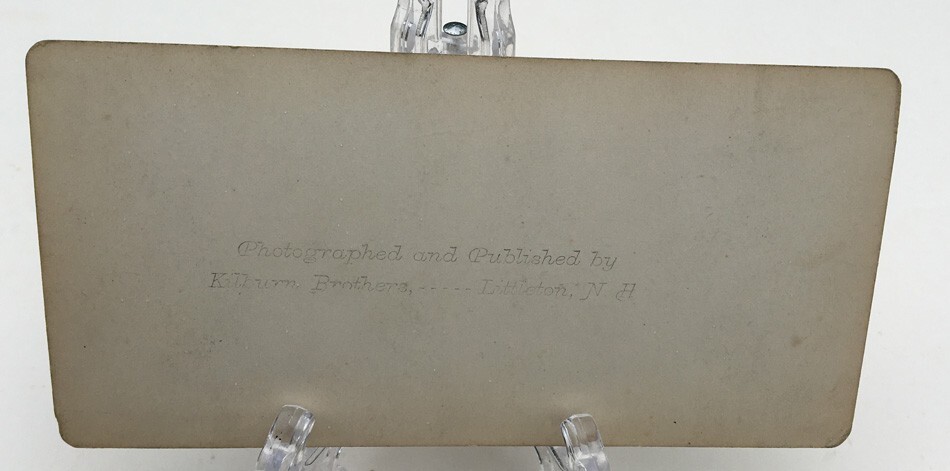 Photographed and Published by
Kilburn Brothers, ----- Littleton, N H